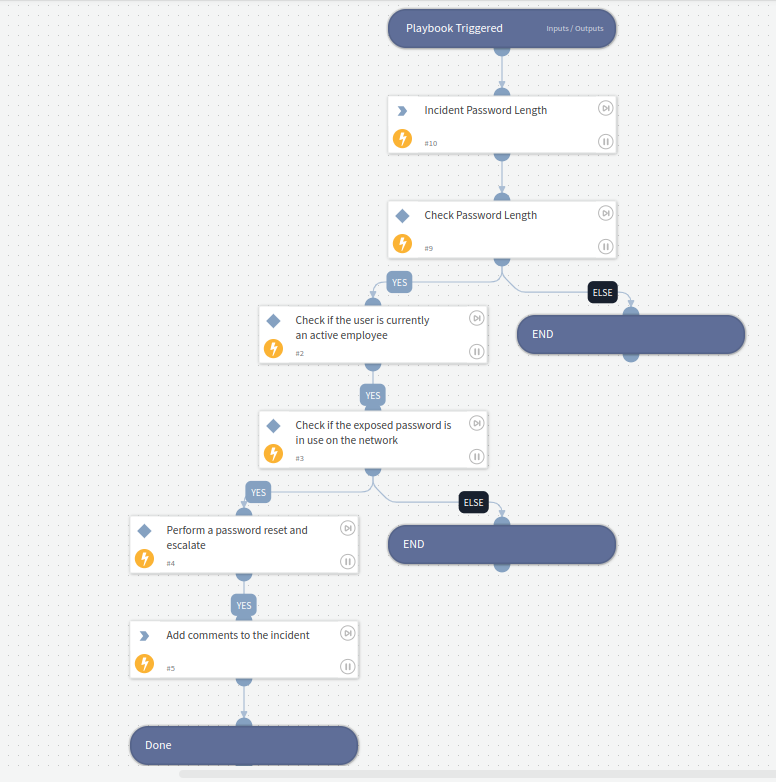 Playbook Triggered
Inputs / Outputs
Incident Password Length
#10
Check Password Length
#9
YES
ELSE
Check if the user is currently
an active employee
#2
END
YES
Check if the exposed password is
in use on the network
#3
YES
ELSE
Perform a password reset and
escalate
#4
END
YES
Add comments to the incident
#5
Done